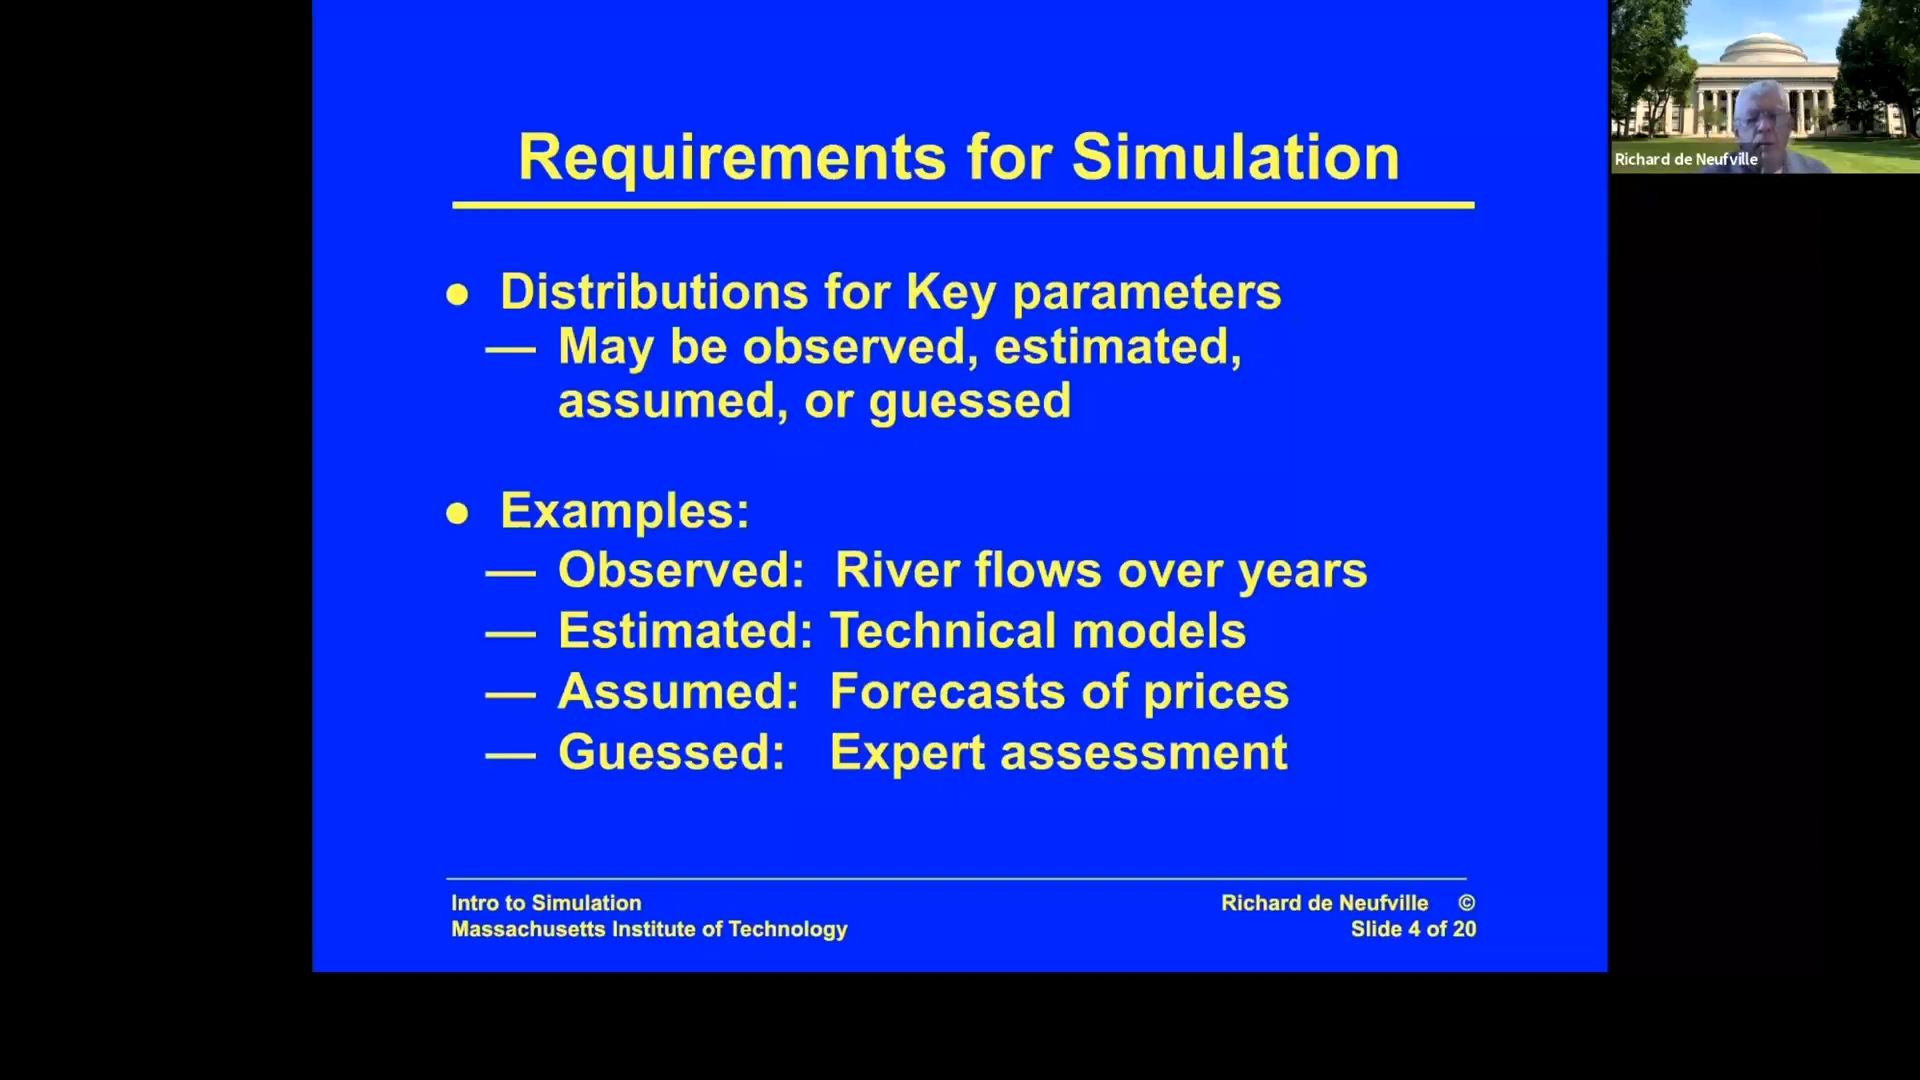 Requirements for Simulation
Richard de Neufville
● Distributions for Key parameters
— May be observed, estimated,
assumed, or guessed
● Examples:
— Observed: River flows over years
— Estimated: Technical models
— Assumed: Forecasts of prices
— Guessed: Expert assessment
Intro to Simulation
Massachusetts Institute of Technology
Richard de Neufville ©
Slide 4 of 20